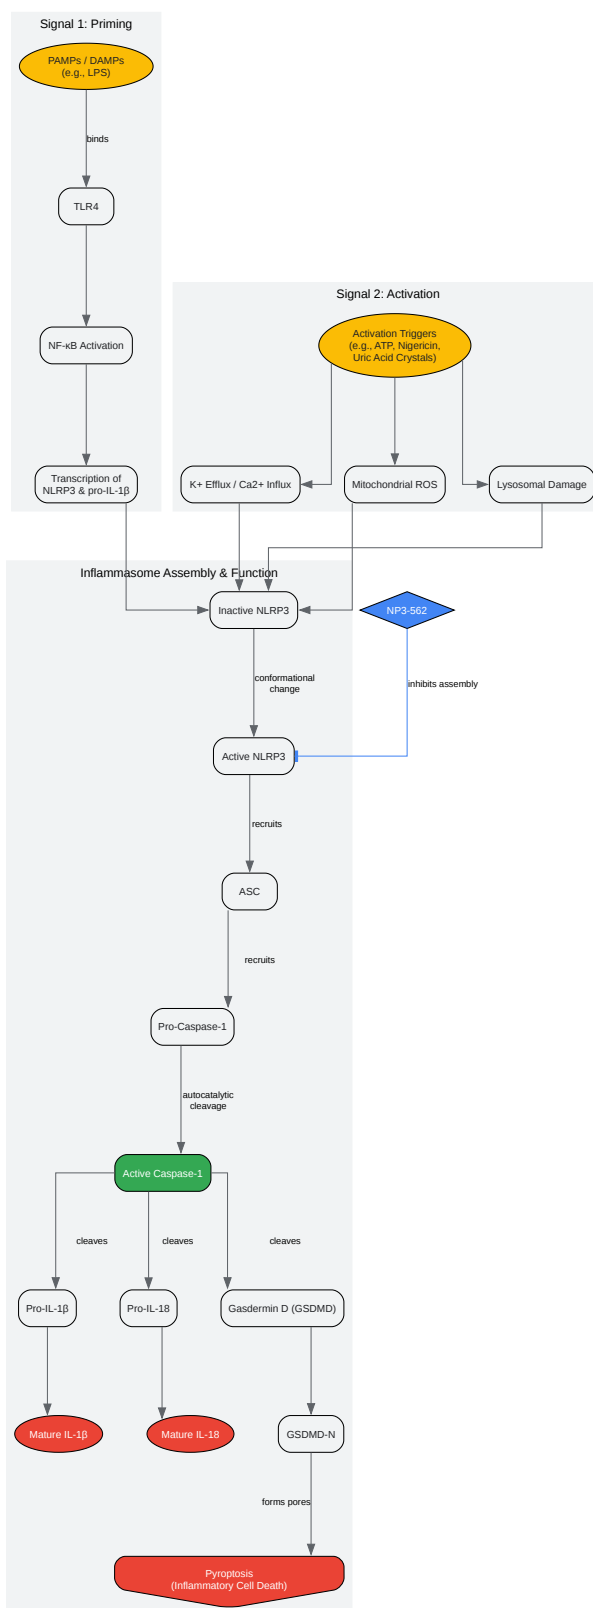 Signal 1: Priming
PAMPs / DAMPs
(e.g., LPS)
binds
TLR4
NF-κB Activation
Transcription of
NLRP3 & pro-IL-1β
Signal 2: Activation
Activation Triggers
(e.g., ATP, Nigericin,
Uric Acid Crystals)
K+ Efflux / Ca2+ Influx
Mitochondrial ROS
Lysosomal Damage
Inflammasome Assembly & Function
Inactive NLRP3
NP3-562
conformational
change
inhibits assembly
Active NLRP3
recruits
ASC
recruits
Pro-Caspase-1
autocatalytic
cleavage
Active Caspase-1
cleaves
cleaves
cleaves
Pro-IL-1β
Pro-IL-18
Gasdermin D (GSDMD)
Mature IL-1β
Mature IL-18
GSDMD-N
forms pores
Pyroptosis
(Inflammatory Cell Death)